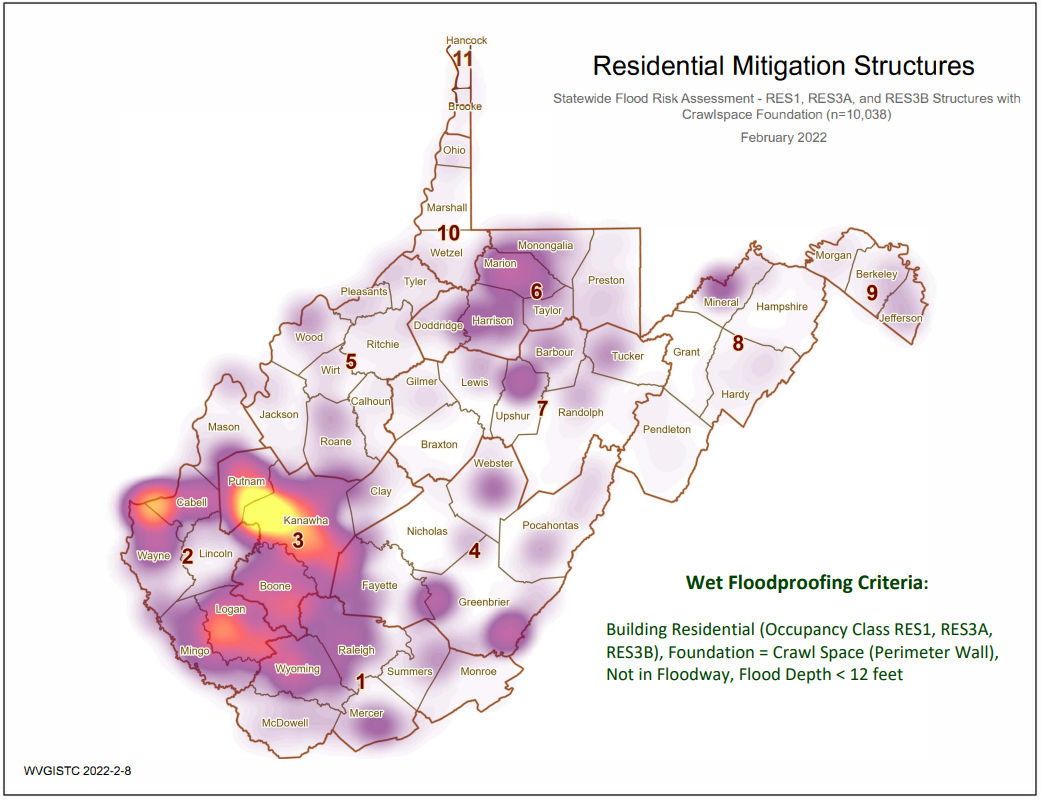 Residential Mitigation Structures
Statewide Flood Risk Assessment - RES1, RES3A, and RES3B Structures with
Crawlspace Foundation (n=10,038)
February 2022
Hancock
11
Brooke
Ohio
Marshall
10
Wetzel
Monongalia
Marion
Tyler
Preston
Pleasants
6
Taylor
Harrison
Doddridge
Wood
Ritchie
Morgan
Berkeley
9
Jefferson
Mineral
Hampshire
8
Grant
Hardy
Barbour
Tucker
5
Wirt
Gilmer
Lewis
Calhoun
7
Upshur
Randolph
Jackson
Mason
Roane
Braxton
Pendleton
Webster
Putnam
Clay
Cabell
Kanawha
3
Nicholas
Pocahontas
4
Wayne
2
Lincoln
Boone
Fayette
Greenbrier
Logan
Mingo
Raleigh
Wyoming
Summers
Monroe
1
Mercer
McDowell
Wet Floodproofing Criteria:
Building Residential (Occupancy Class RES1, RES3A,
RES3B), Foundation = Crawl Space (Perimeter Wall),
Not in Floodway, Flood Depth < 12 feet
WVGISTC 2022-2-8